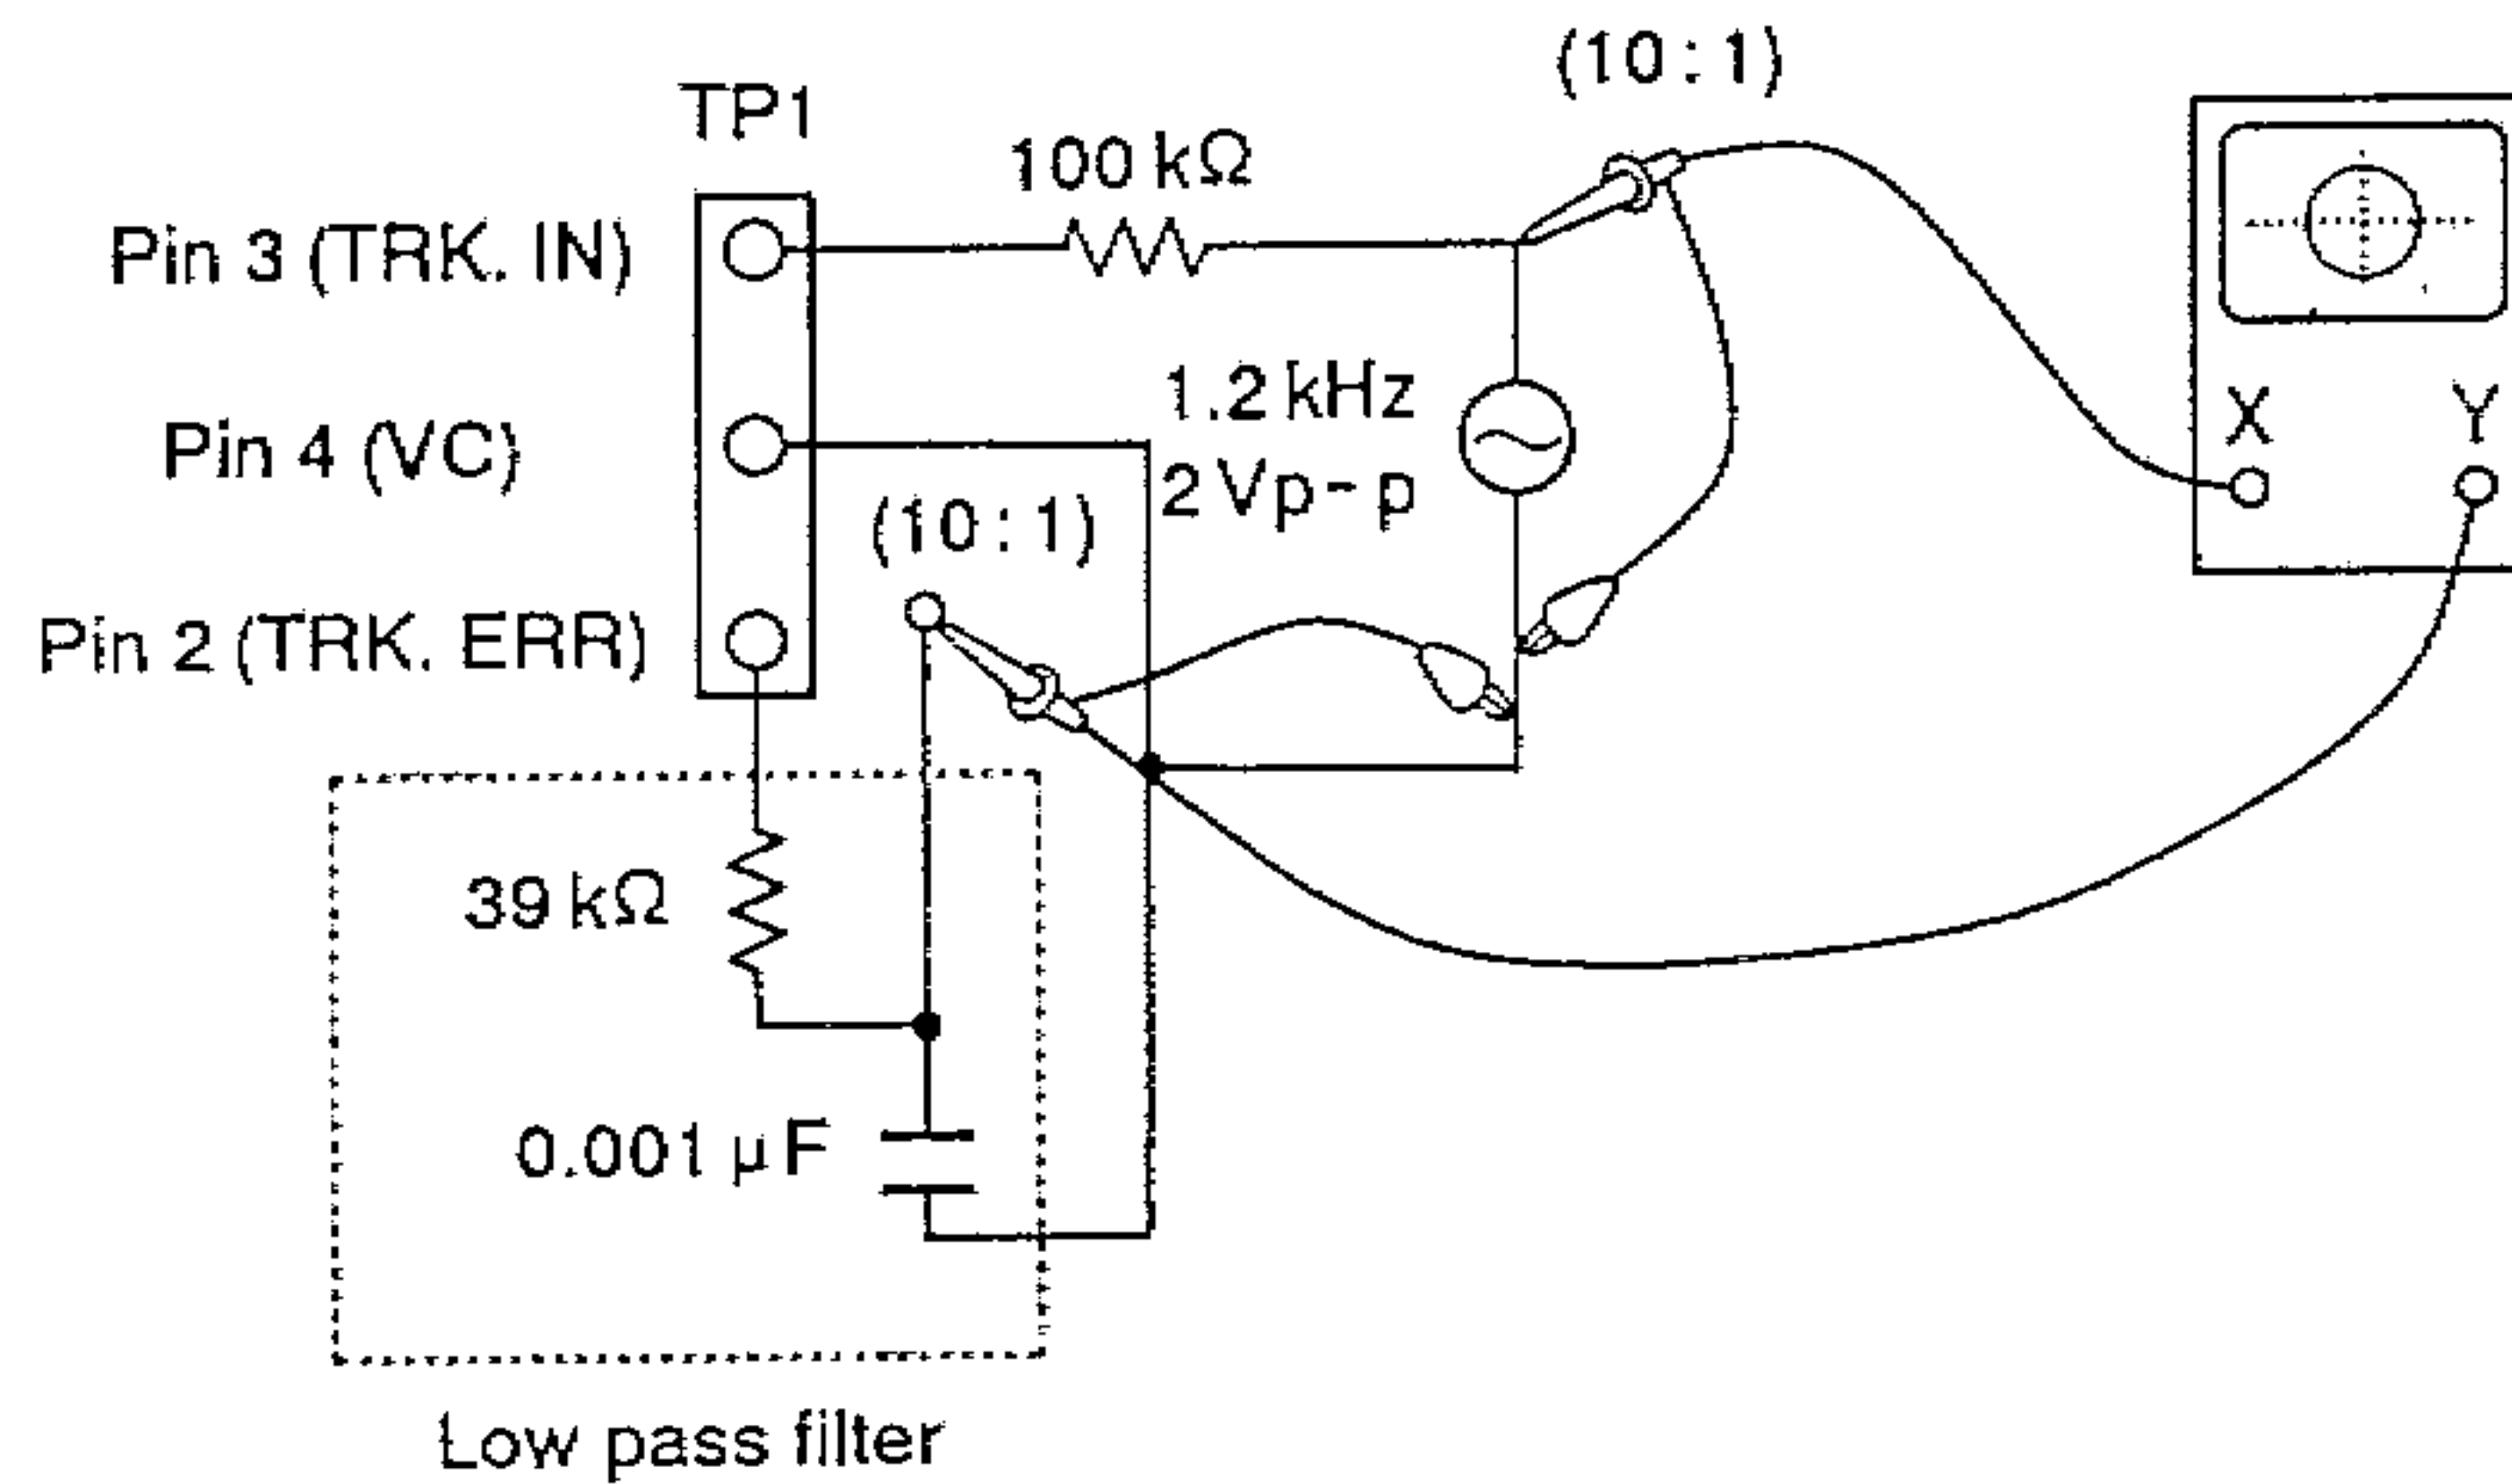 (10 : 1)
TP1
100 kΩ
Pin 3 (TRK. IN)
1.2 kHz
X Y
Pin 4 (VC)
2 Vp-p
(10 : 1)
Pin 2 (TRK. ERR)
39 kΩ
0.001 µF
Low pass filter